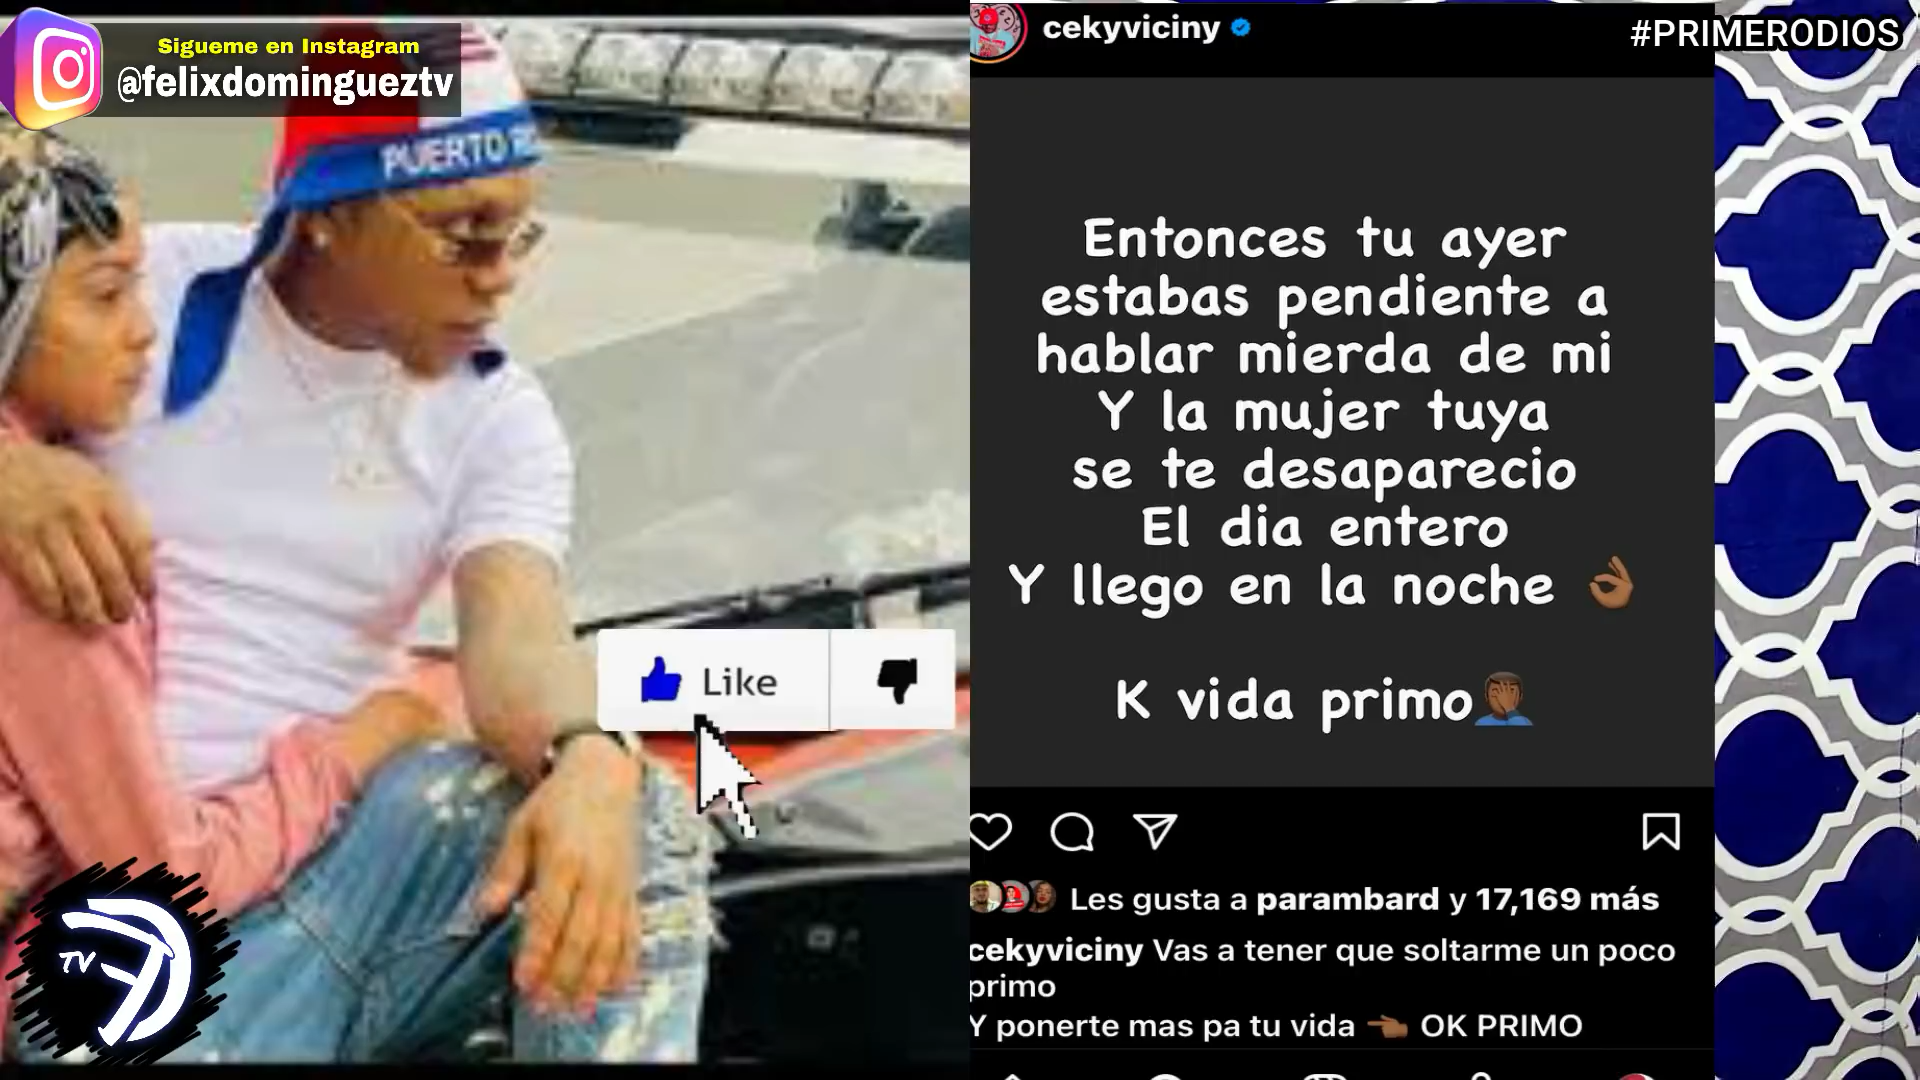 Sigueme en Instagram
@felixdomingueztv
PUERTO
Like
TV
cekyviciny
#PRIMERODIOS
Entonces tu ayer
estabas pendiente a
hablar mierda de mi
Y la mujer tuya
se te desaparecio
El dia entero
Y llego en la noche 👌🏾
K vida primo🤦🏾‍♂️
Les gusta a parambard y 17,169 más
cekyviciny Vas a tener que soltarme un poco
primo
Y ponerte mas pa tu vida 👈🏾 OK PRIMO